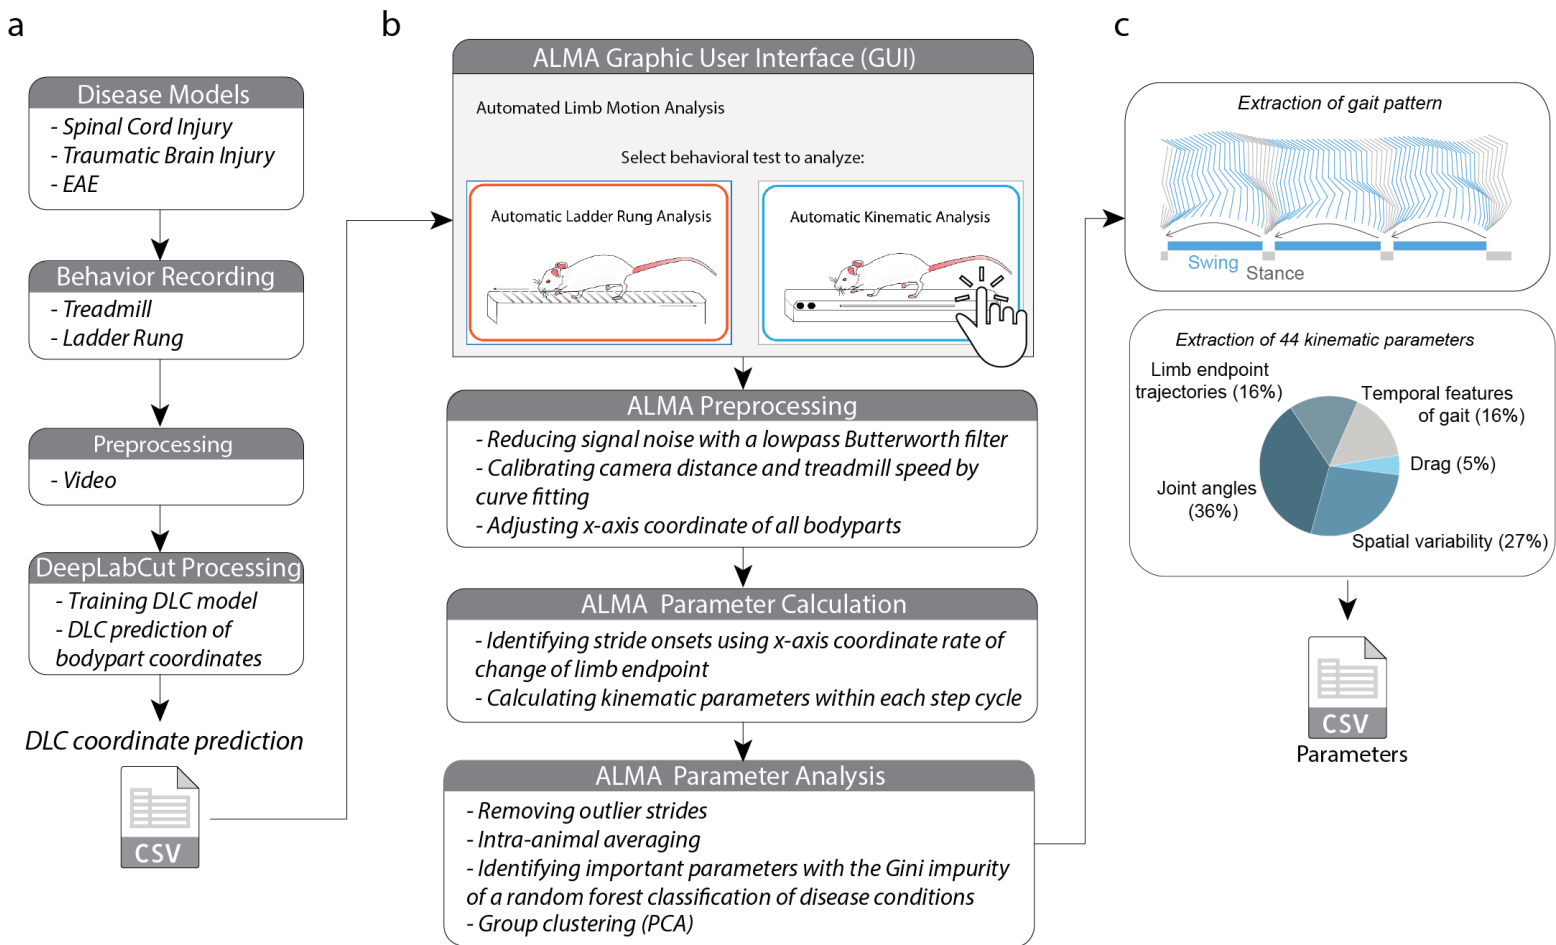 a
Disease Models
- Spinal Cord Injury
- Traumatic Brain Injury
- EAE
Behavior Recording
- Treadmill
- Ladder Rung
Preprocessing
- Video
DeepLabCut Processing
- Training DLC model
- DLC prediction of
bodypart coordinates
DLC coordinate prediction
CSV
b
ALMA Graphic User Interface (GUI)
Automated Limb Motion Analysis
Select behavioral test to analyze:
Automatic Ladder Rung Analysis
Automatic Kinematic Analysis
ALMA Preprocessing
- Reducing signal noise with a lowpass Butterworth filter
- Calibrating camera distance and treadmill speed by
curve fitting
- Adjusting x-axis coordinate of all bodyparts
ALMA Parameter Calculation
- Identifying stride onsets using x-axis coordinate rate of
change of limb endpoint
- Calculating kinematic parameters within each step cycle
ALMA Parameter Analysis
- Removing outlier strides
- Intra-animal averaging
- Identifying important parameters with the Gini impurity
of a random forest classification of disease conditions
- Group clustering (PCA)
c
Extraction of gait pattern
Swing
Stance
Extraction of 44 kinematic parameters
Limb endpoint
trajectories (16%)
Temporal features
of gait (16%)
Drag (5%)
Joint angles
(36%)
Spatial variability (27%)
CSV
Parameters